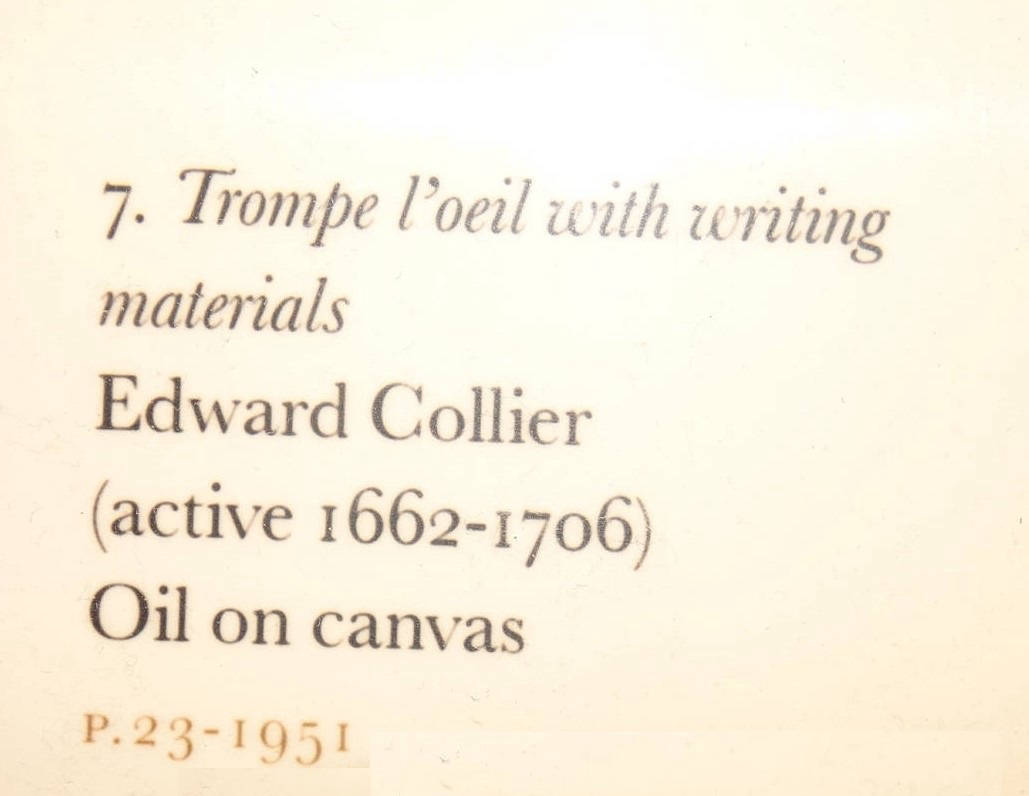 7. Trompe l’oeil with writing
materials
Edward Collier
(active 1662-1706)
Oil on canvas
P.23-1951